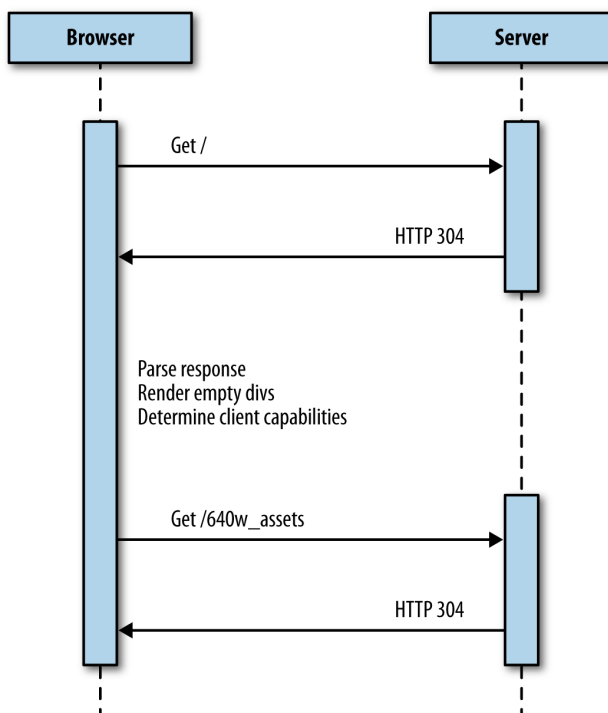 Browser
Server
Get /
HTTP 304
Parse response
Render empty divs
Determine client capabilities
Get /640w_assets
HTTP 304